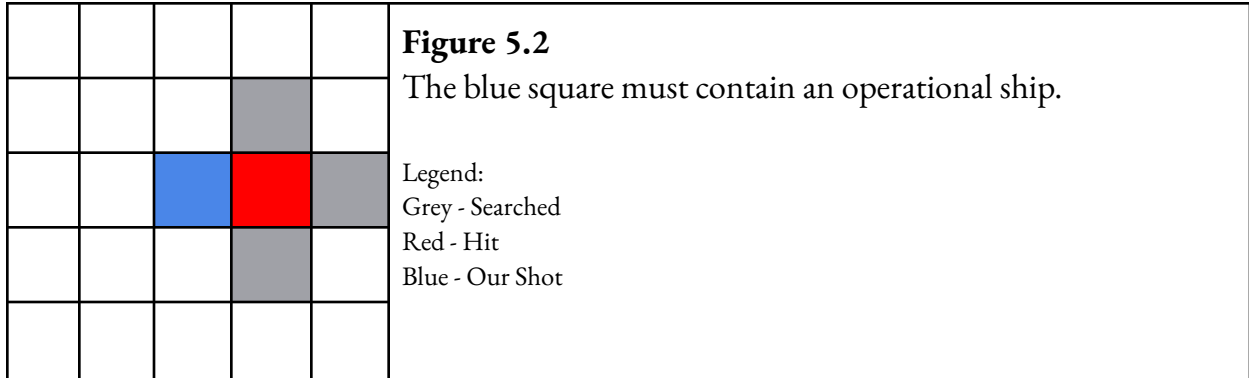 Figure 5.2
The blue square must contain an operational ship.
Legend:
Grey - Searched
Red - Hit
Blue - Our Shot